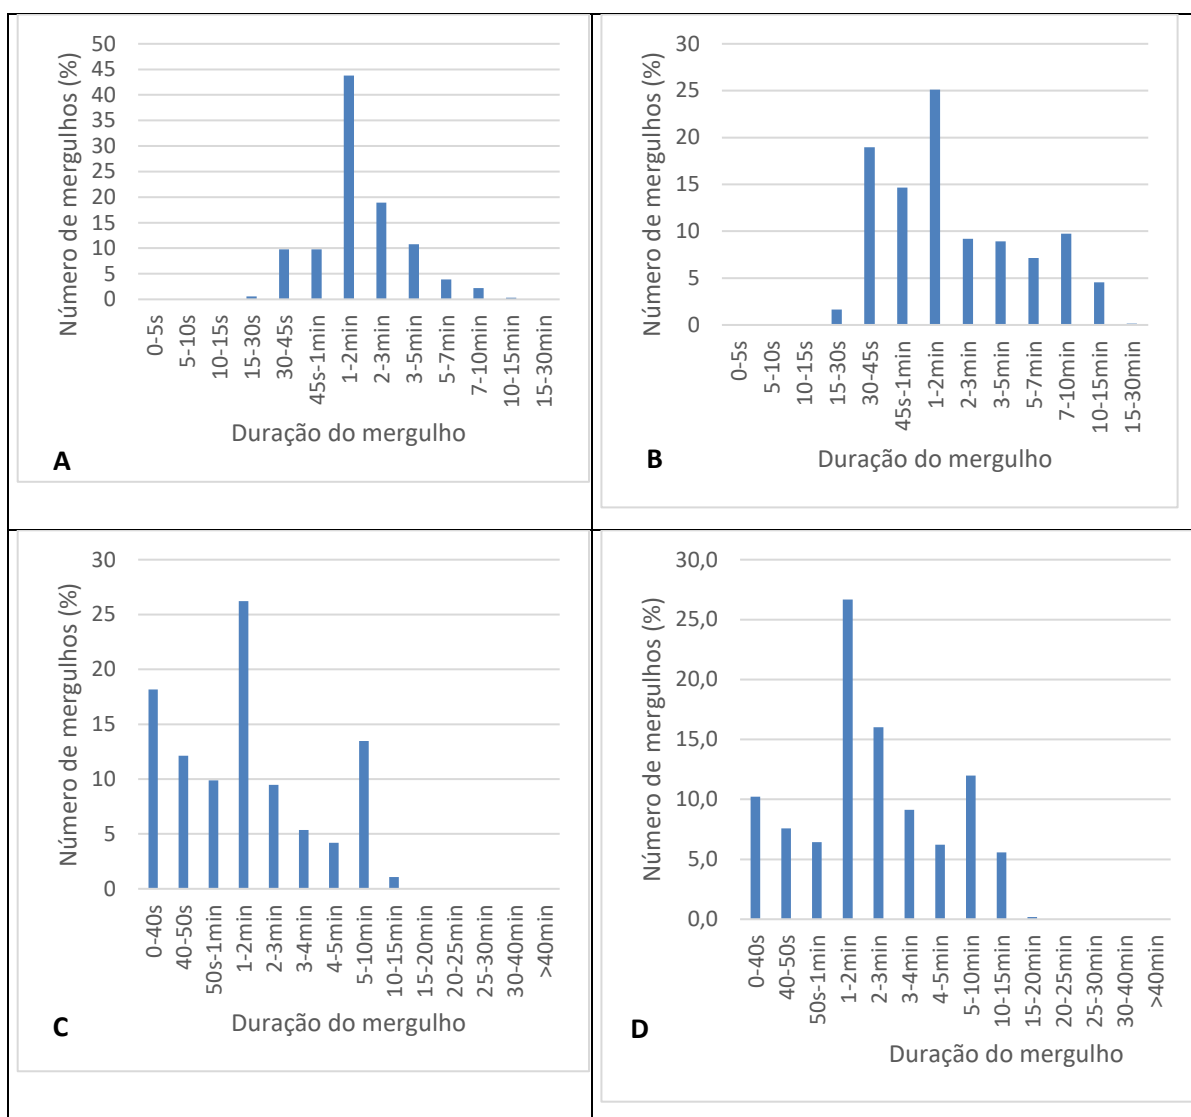 Número de mergulhos (%)
50
45
40
35
30
25
20
15
10
5
0
0-5s
5-10s
10-15s
15-30s
30-45s
45s-1min
1-2min
2-3min
3-5min
5-7min
7-10min
10-15min
15-30min
Duração do mergulho
A
Número de mergulhos (%)
30
25
20
15
10
5
0
0-5s
5-10s
10-15s
15-30s
30-45s
45s-1min
1-2min
2-3min
3-5min
5-7min
7-10min
10-15min
15-30min
Duração do mergulho
B
Número de mergulhos (%)
30
25
20
15
10
5
0
0-40s
40-50s
50s-1min
1-2min
2-3min
3-4min
4-5min
5-10min
10-15min
15-20min
20-25min
25-30min
30-40min
>40min
Duração do mergulho
C
Número de mergulhos (%)
30,0
25,0
20,0
15,0
10,0
5,0
0,0
0-40s
40-50s
50s-1min
1-2min
2-3min
3-4min
4-5min
5-10min
10-15min
15-20min
20-25min
25-30min
30-40min
>40min
D
Duração do mergulho